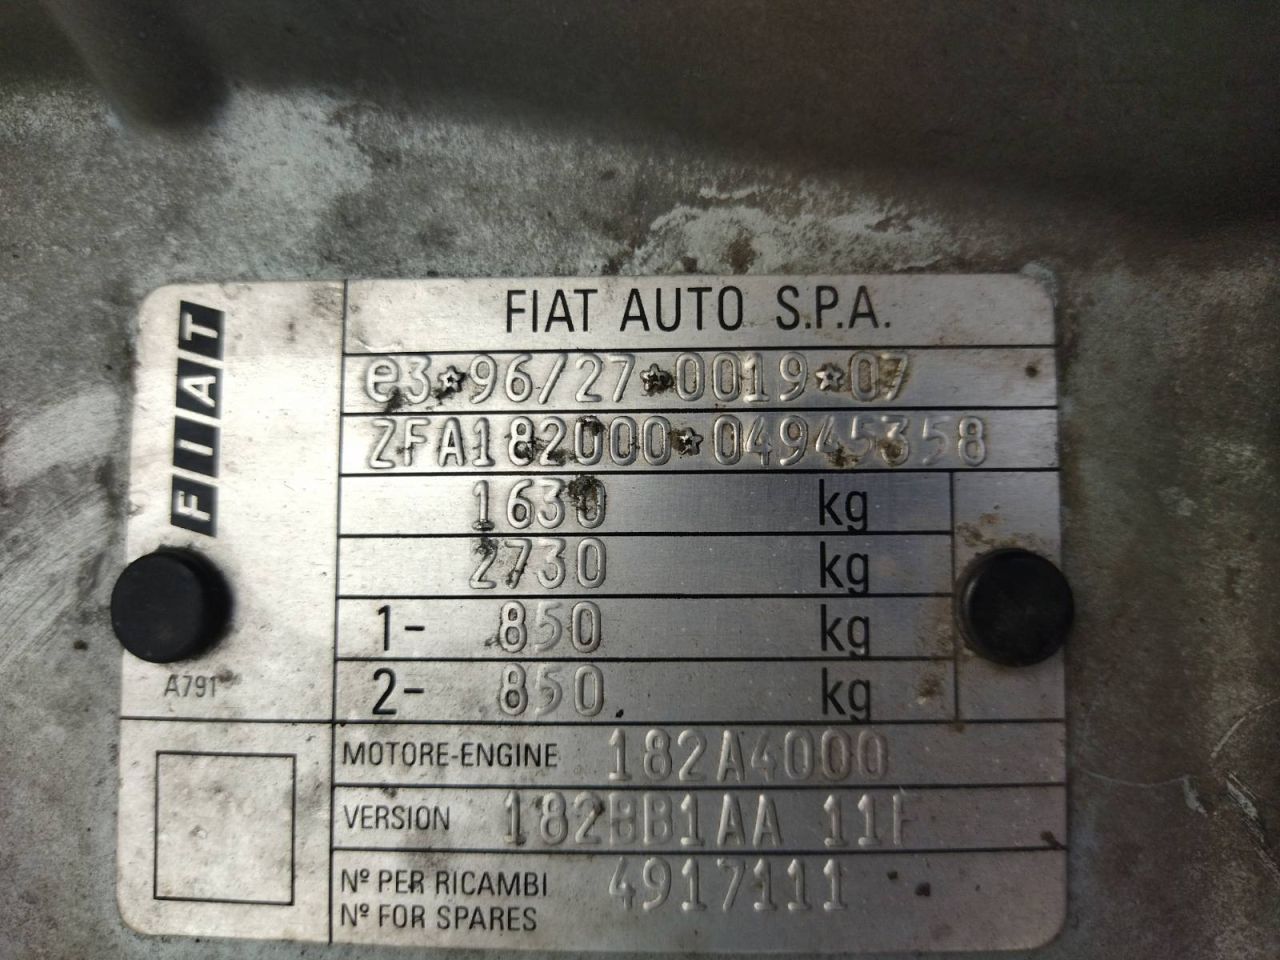 FIAT
FIAT AUTO S.P.A.
e3*96/27*0019*07
ZFA182000*04945358
1630 kg
2730 kg
1- 850 kg
2- 850 kg
A791
MOTORE-ENGINE 182A4000
VERSION 182BB1AA 11F
Nº PER RICAMBI 4917111
Nº FOR SPARES